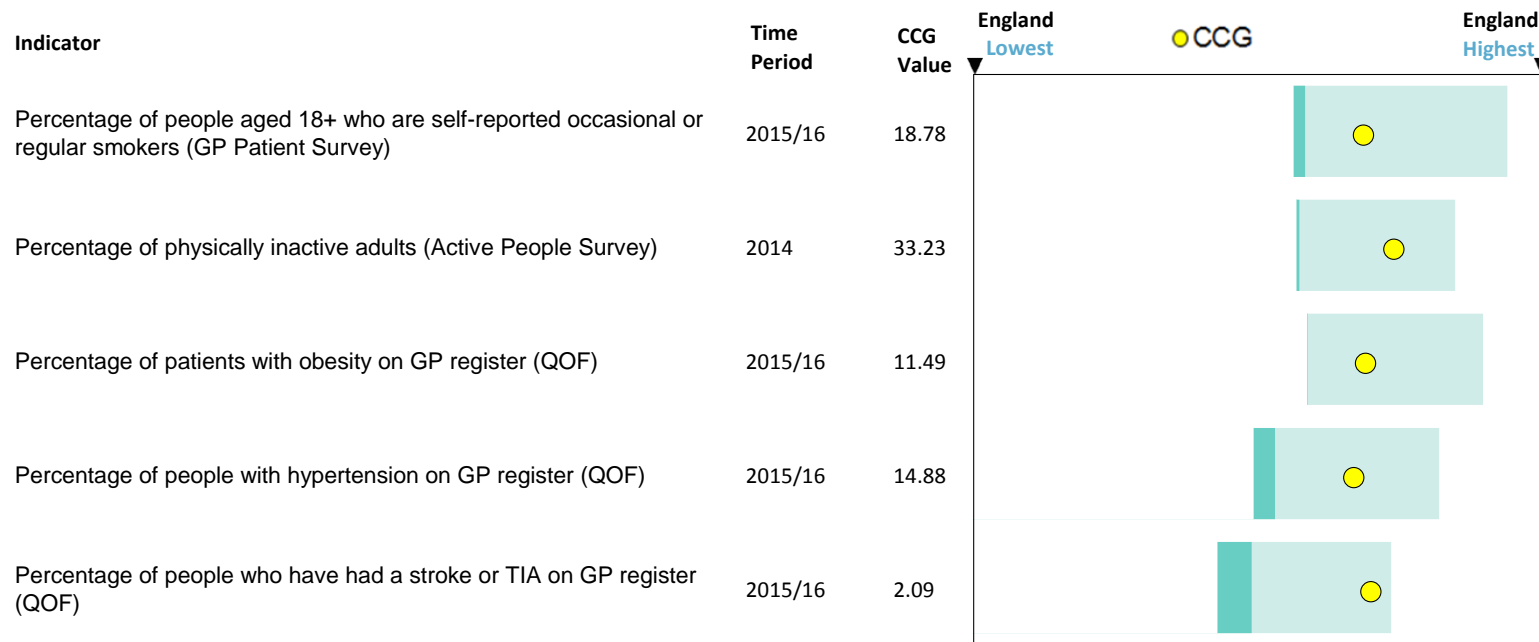 Indicator
Time Period
CCG Value
England Lowest
CCG
England Highest
Percentage of people aged 18+ who are self-reported occasional or
regular smokers (GP Patient Survey)
2015/16
18.78
Percentage of physically inactive adults (Active People Survey)
2014
33.23
Percentage of patients with obesity on GP register (QOF)
2015/16
11.49
Percentage of people with hypertension on GP register (QOF)
2015/16
14.88
Percentage of people who have had a stroke or TIA on GP register
(QOF)
2015/16
2.09